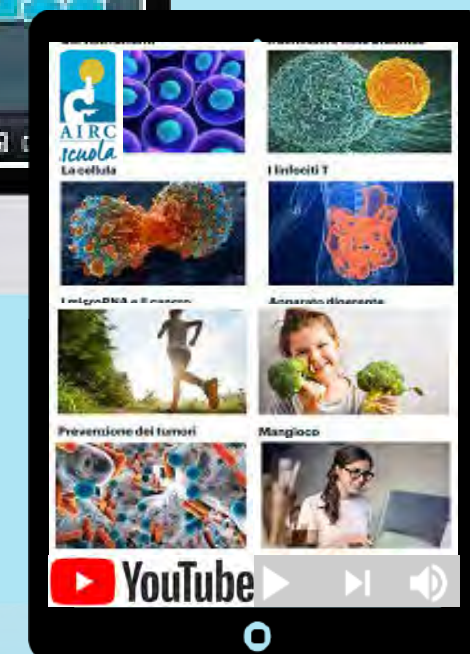 AIRC
scuola
La cellula
I linfociti T
I microRNA e il cancro
Apparato digerente
Prevenzione dei tumori
Mangioco
YouTube